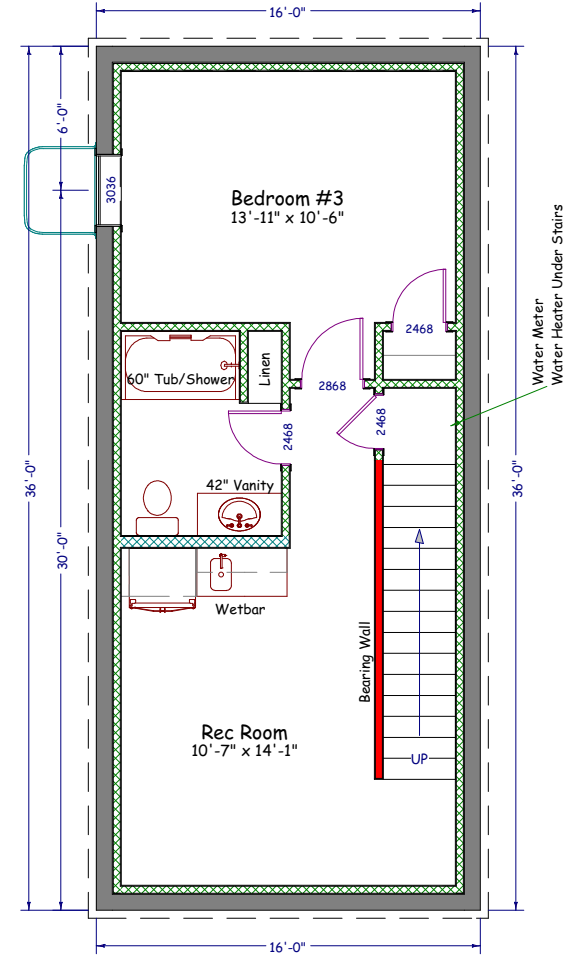 16'-0"
6'-0"
3036
Bedroom #3
13'-11" x 10'-6"
Water Meter
Water Heater Under Stairs
2468
Linen
60" Tub/Shower
2868
2468
2468
42" Vanity
36'-0"
30'-0"
36'-0"
Wetbar
Bearing Wall
Rec Room
10'-7" x 14'-1"
UP
16'-0"